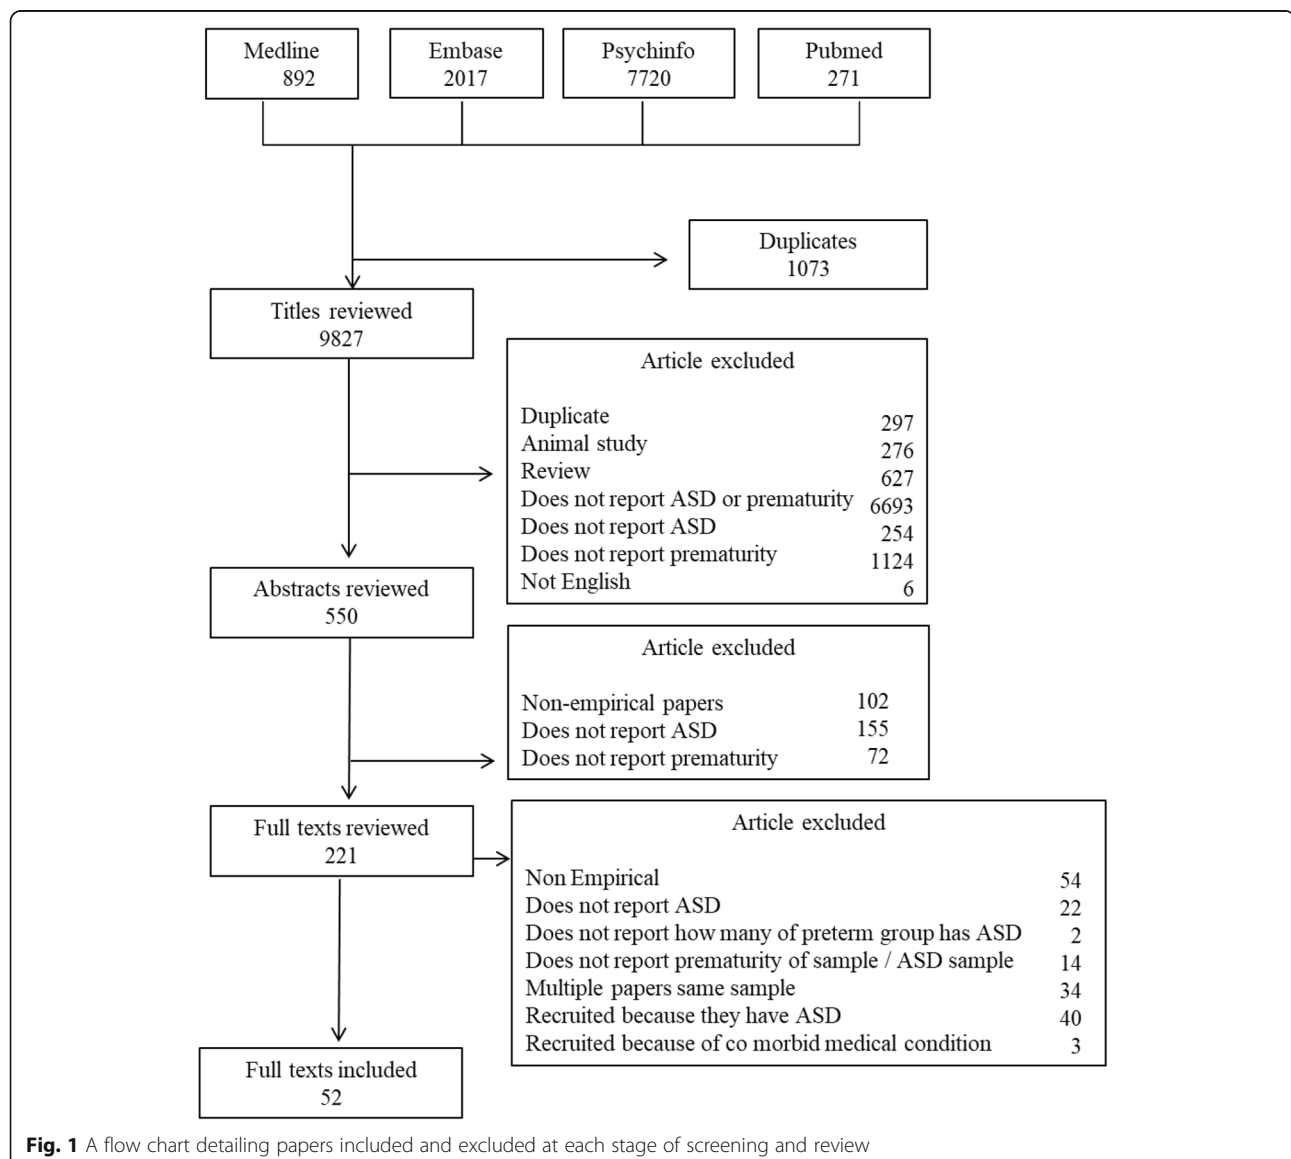 Medline
892
Embase
2017
Psychinfo
7720
Pubmed
271
Duplicates
1073
Titles reviewed
9827
Article excluded
Duplicate 297
Animal study 276
Review 627
Does not report ASD or prematurity 6693
Does not report ASD 254
Does not report prematurity 1124
Not English 6
Abstracts reviewed
550
Article excluded
Non-empirical papers 102
Does not report ASD 155
Does not report prematurity 72
Full texts reviewed
221
Article excluded
Non Empirical 54
Does not report ASD 22
Does not report how many of preterm group has ASD 2
Does not report prematurity of sample / ASD sample 14
Multiple papers same sample 34
Recruited because they have ASD 40
Recruited because of co morbid medical condition 3
Full texts included
52
Fig. 1 A flow chart detailing papers included and excluded at each stage of screening and review